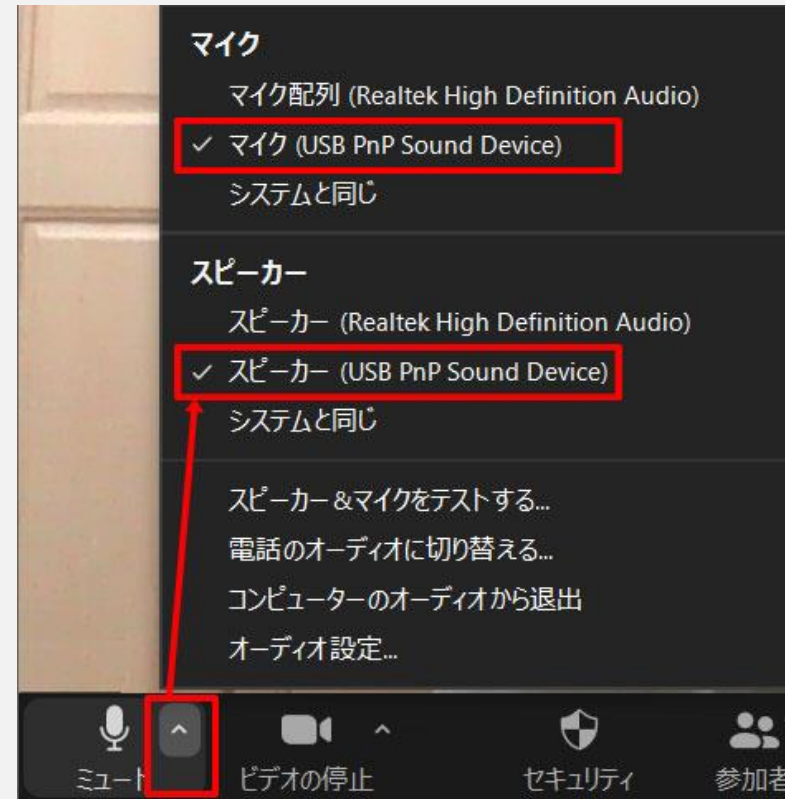 マイク
マイク配列 (Realtek High Definition Audio)
✓ マイク (USB PnP Sound Device)
システムと同じ
スピーカー
スピーカー (Realtek High Definition Audio)
✓ スピーカー (USB PnP Sound Device)
システムと同じ
スピーカー&マイクをテストする...
電話のオーディオに切り替える...
コンピューターのオーディオから退出
オーディオ設定...
ミュート ビデオの停止 セキュリティ 参加者